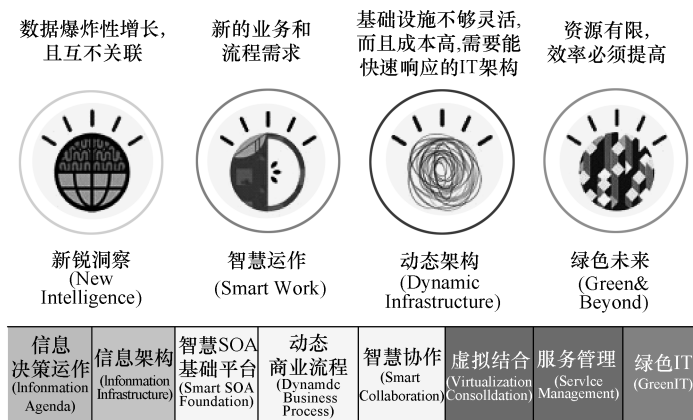 数据爆炸性增长，
且互不关联
新的业务和
流程需求
基础设施不够灵活，
而且成本高，需要能
快速响应的IT架构
资源有限，
效率必须提高
新锐洞察
(New
Intelligence)
智慧运作
(Smart Work)
动态架构
(Dynamic
Infrastructure)
绿色未来
(Green&
Beyond)
信息
决策运作
(Infonmation
Agenda)
信息架构
(Infonmation
Infrastructure)
智慧SOA
基础平台
(Smart SOA
Foundation)
动态
商业流程
(Dynamdc
Business
Process)
智慧协作
(Smart
Collaboration)
虚拟结合
(Virtualization
Consolldation)
服务管理
(Servlce
Management)
绿色IT
(GreenIT)